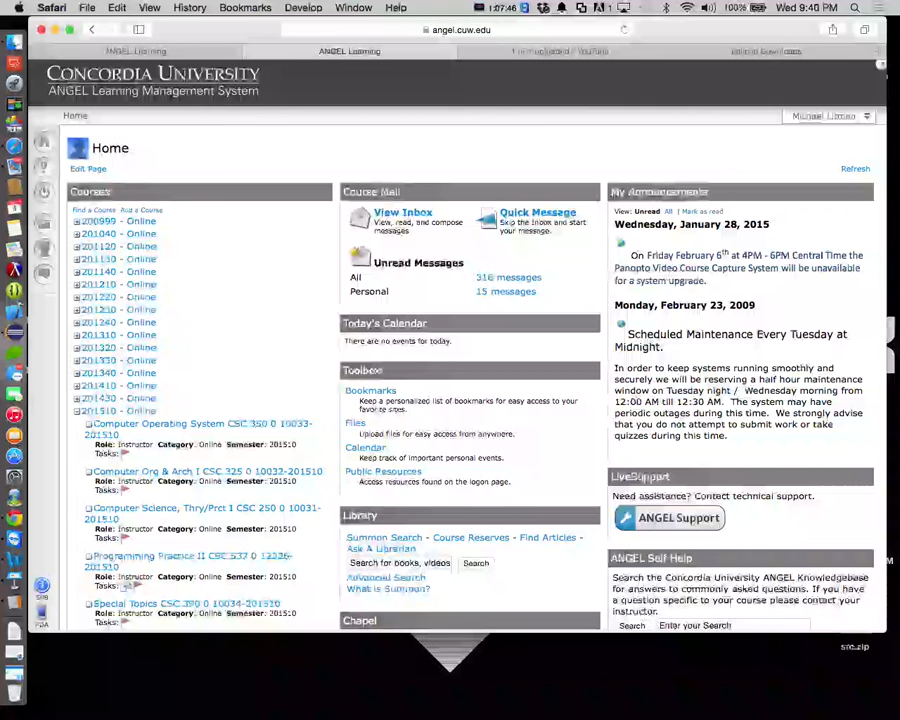 Safari File Edit View History Bookmarks Develop Window Help 1:07:46 100% Wed 9:40 PM
angel.cuw.edu
ANGEL Learning ANGEL Learning
CONCORDIA UNIVERSITY
ANGEL Learning Management System
Home
Home
Edit Page Refresh
Courses
Find a Course Add a Course
200999 - Online
201040 - Online
201120 - Online
201130 - Online
201140 - Online
201210 - Online
201220 - Online
201240 - Online
201310 - Online
201320 - Online
201330 - Online
201340 - Online
201410 - Online
201430 - Online
201510 - Online
Computer Operating System CSC 350 0 10033-
201510
Role: Instructor Category: Online Semester: 201510
Tasks:
Computer Org & Arch I CSC 325 0 10032-201510
Role: Instructor Category: Online Semester: 201510
Tasks:
Computer Science, Thry/Prct I CSC 250 0 10031-
201510
Role: Instructor Category: Online Semester: 201510
Tasks:
Programming Practice II CSC 537 0
201510
Role: Instructor Category: Online Semester: 201510
Tasks:
Special Topics CSC 390 0 10034-201510
Role: Instructor Category: Online Semester: 201510
Tasks:
Course Mail
View Inbox
View, read, and compose
messages
Quick Message
Skip the Inbox and start
your message.
Unread Messages
All 316 messages
Personal 15 messages
Today's Calendar
There are no events for today.
Toolbox
Bookmarks
Keep a personalized list of bookmarks for easy access to your
favorite sites.
Files
Upload files for easy access from anywhere.
Calendar
Keep track of important personal events.
Public Resources
Access resources found on the logon page.
Library
Summon Search - Course Reserves - Find Articles -
Ask A Librarian
Search for books, videos Search
Advanced Search
What is Summon?
Chapel
My Announcements
View: Unread All | Mark as read
Wednesday, January 28, 2015
On Friday February 6th at 4PM - 6PM Central Time the
Panopto Video Course Capture System will be unavailable
for a system upgrade.
Monday, February 23, 2009
Scheduled Maintenance Every Tuesday at
Midnight.
In order to keep systems running smoothly and
securely we will be reserving a half hour maintenance
window on Tuesday night / Wednesday morning from
12:00 AM till 12:30 AM. The system may have
periodic outages during this time. We strongly advise
that you do not attempt to submit work or take
quizzes during this time.
LiveSupport
Need assistance? Contact technical support.
ANGEL Support
ANGEL Self Help
Search the Concordia University ANGEL Knowledgebase
for answers to commonly asked questions. If you have
a question specific to your course please contact your
instructor.
Search Enter your Search
src.zip